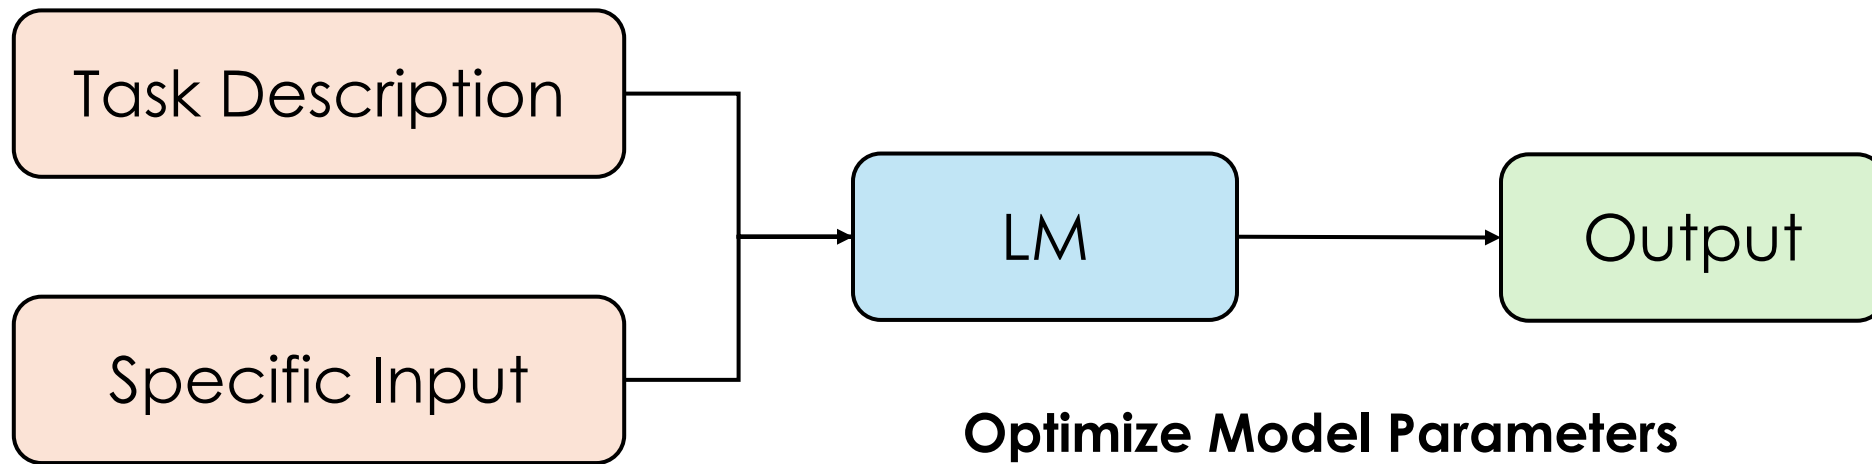 Task Description
LM
Output
Specific Input
Optimize Model Parameters